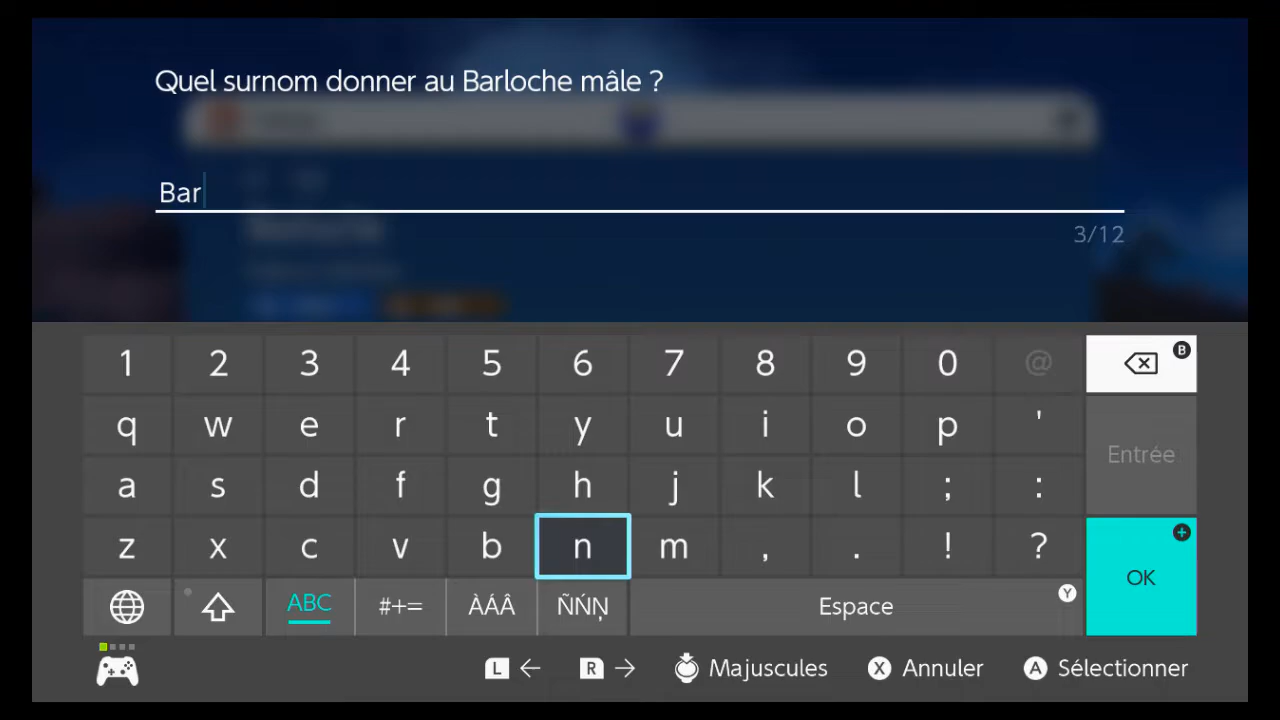 Quel surnom donner au Barloche mâle ?
Bar
3/12
1 2 3 4 5 6 7 8 9 0 @
q w e r t y u i o p '
Entrée
a s d f g h j k l ; :
z x c v b n m , . ! ?
OK
ABC #+= ÀÁÂ ÑŃŅ Espace
L ← R → Majuscules X Annuler A Sélectionner
B
+
Y